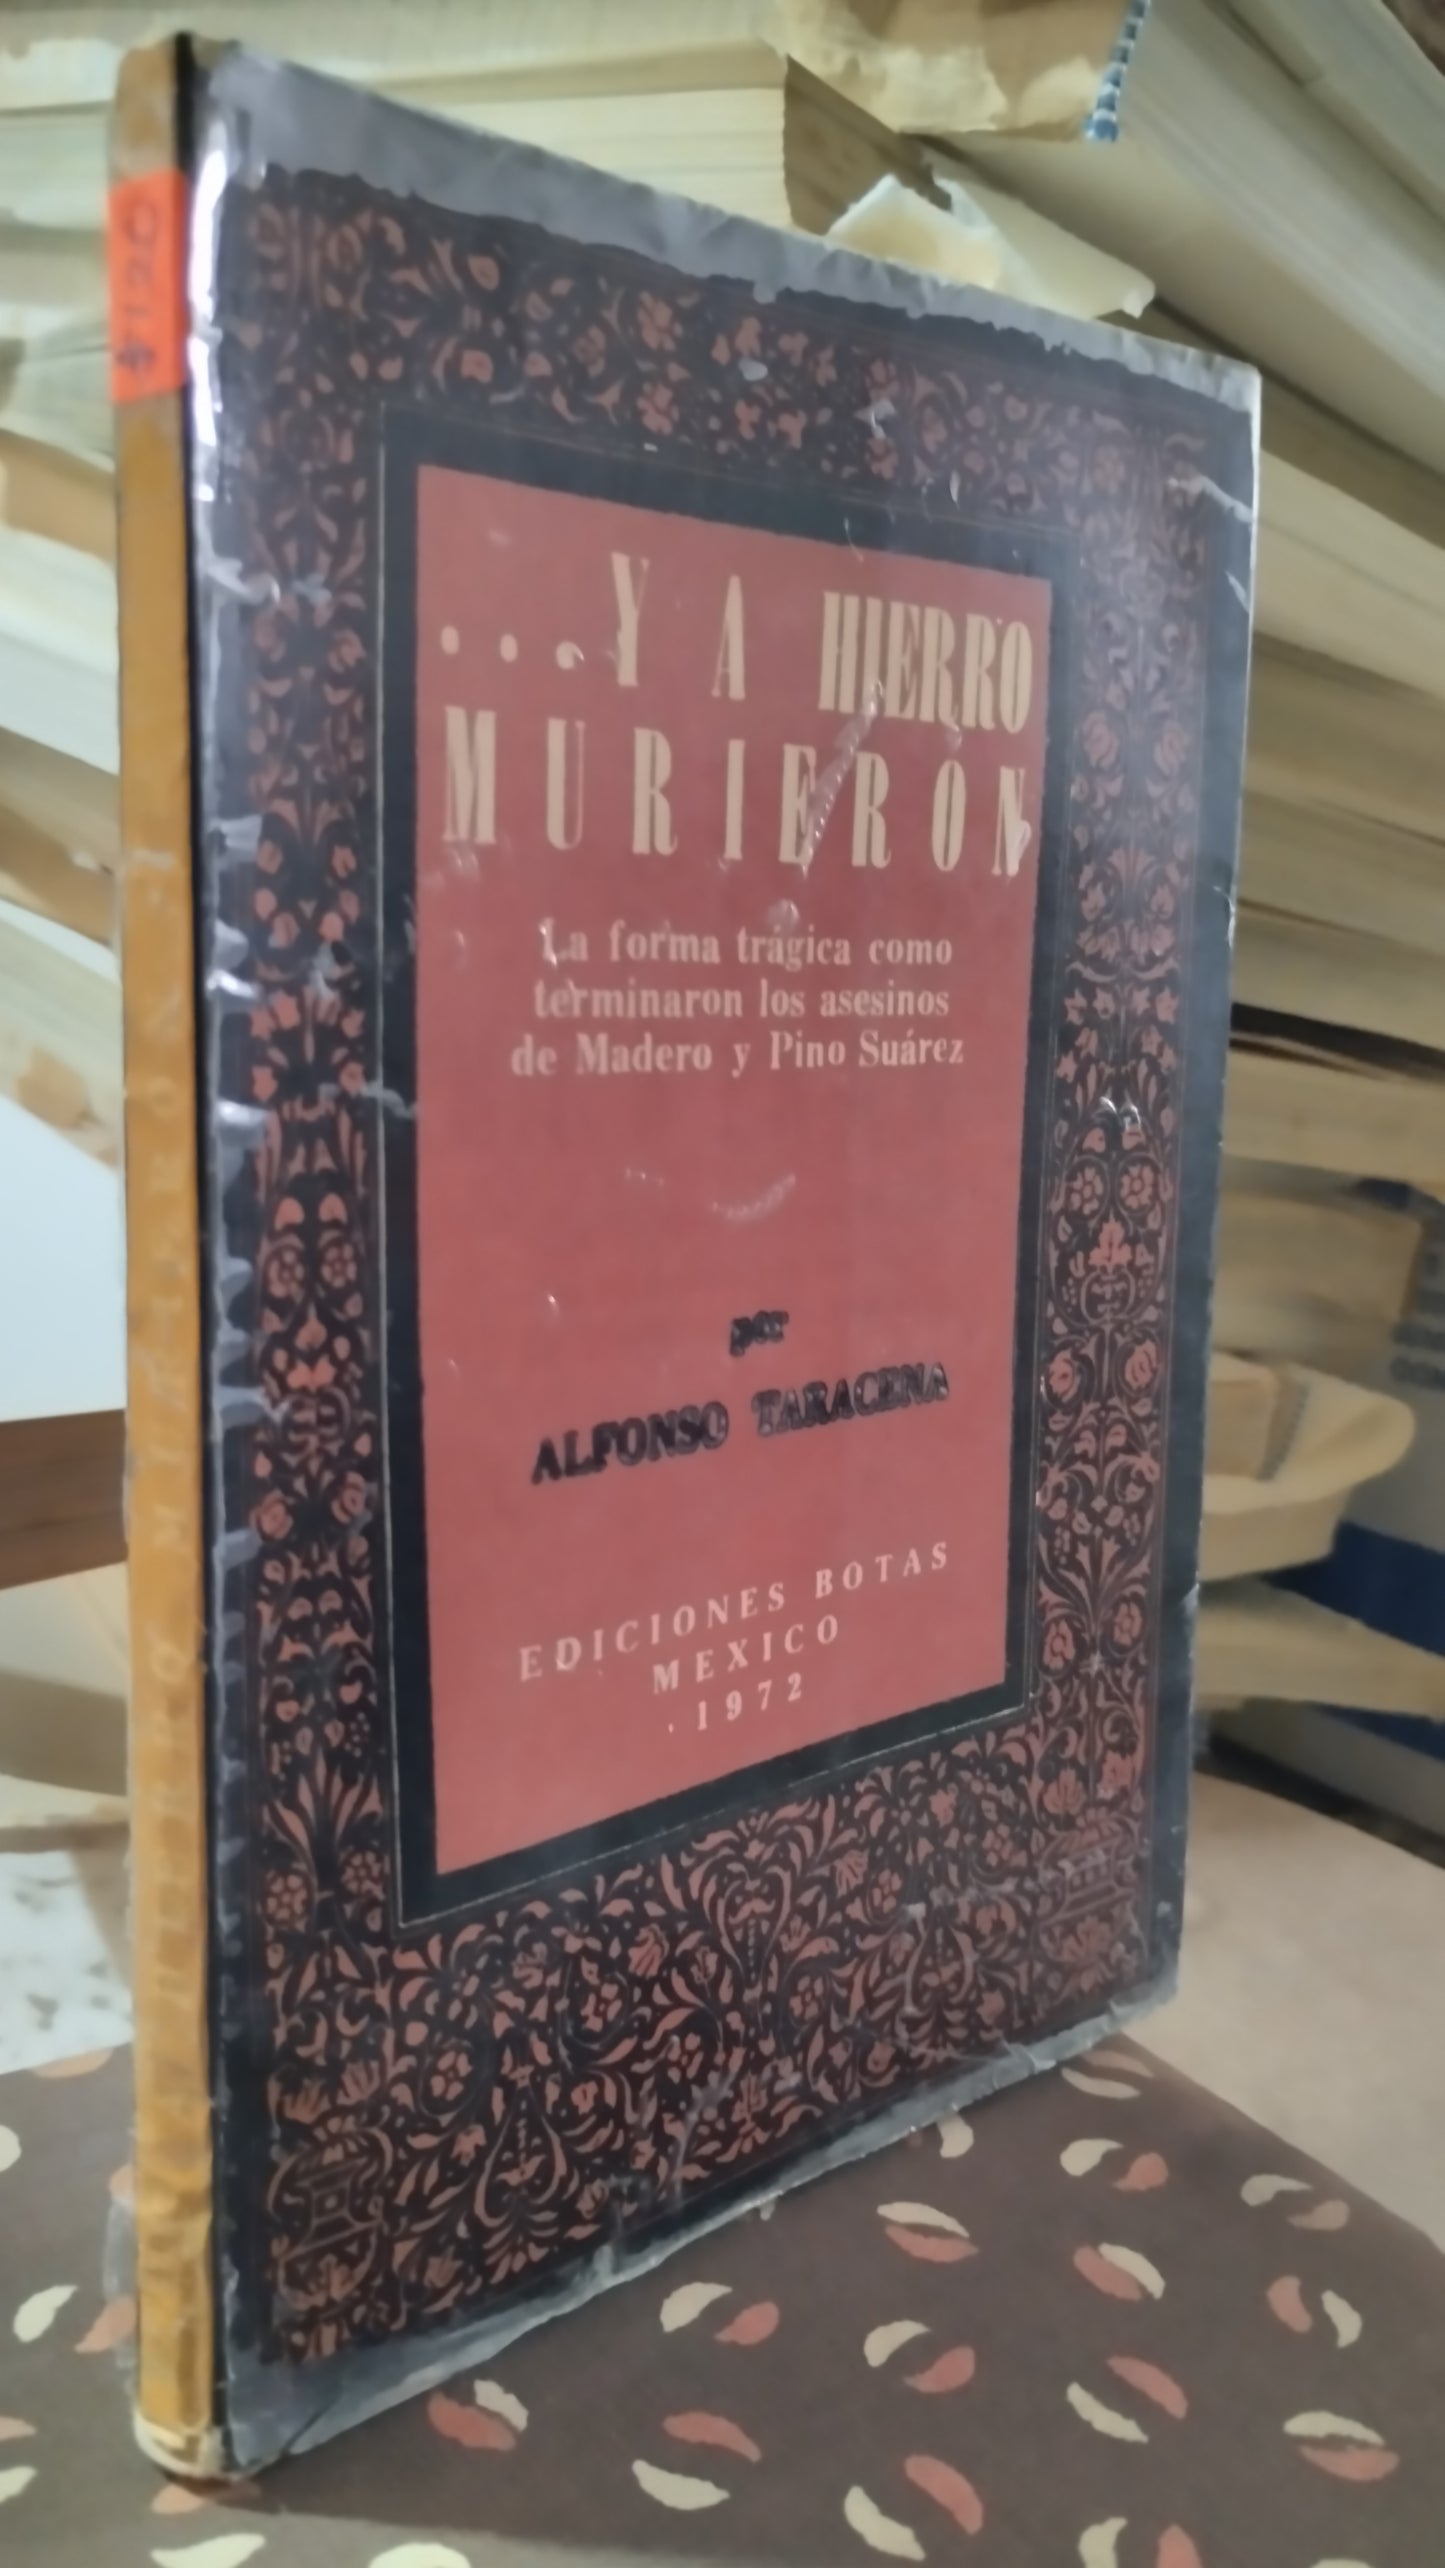 $120
...Y A HIERRO
MURIERON
La forma trágica como
terminaron los asesinos
de Madero y Pino Suárez
por
ALFONSO TARACENA
EDICIONES BOTAS
MEXICO
1972